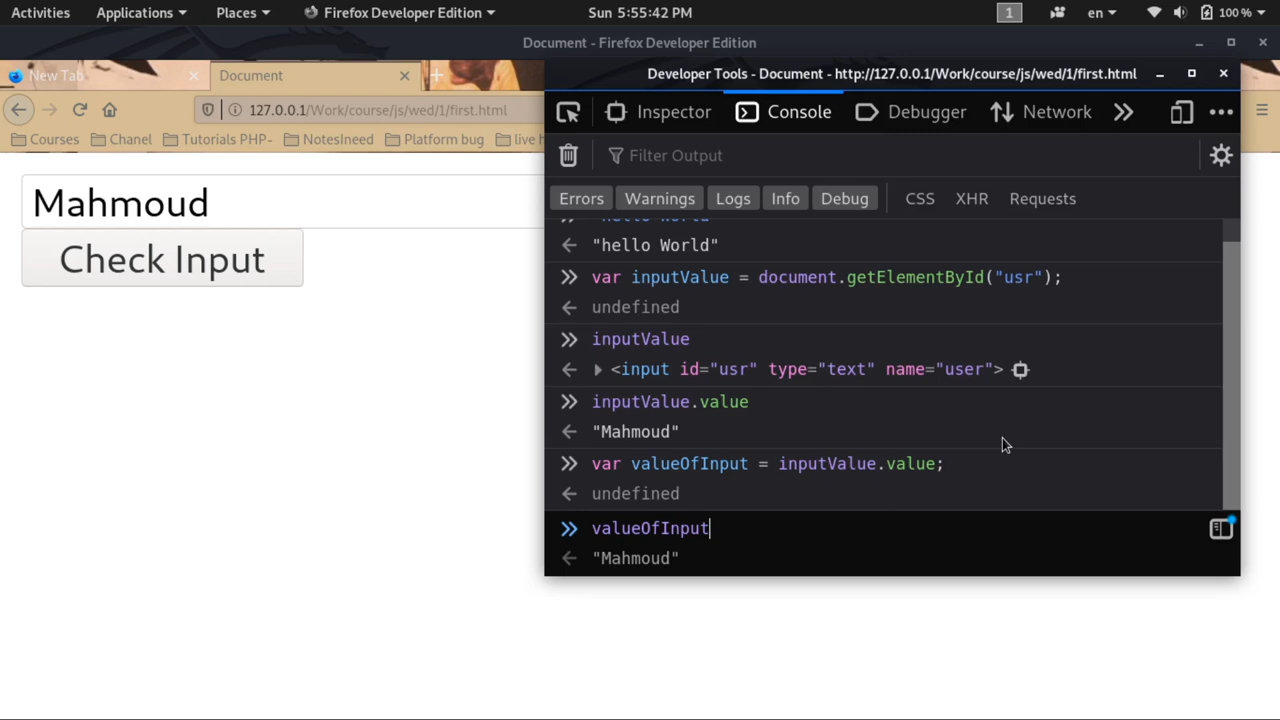 Activities Applications Places Firefox Developer Edition Sun 5:55:42 PM 1 en 100 %
Document - Firefox Developer Edition
New Tab Document
Developer Tools - Document - http://127.0.0.1/Work/course/js/wed/1/first.html
127.0.0.1/Work/course/js/wed/1/first.html
Inspector Console Debugger Network
Courses Chanel Tutorials PHP- NotesIneed Platform bug live h
Filter Output
Errors Warnings Logs Info Debug CSS XHR Requests
Mahmoud
Check Input
"hello World"
"hello World"
var inputValue = document.getElementById("usr");
undefined
inputValue
<input id="usr" type="text" name="user">
inputValue.value
"Mahmoud"
var valueOfInput = inputValue.value;
undefined
valueOfInput
"Mahmoud"